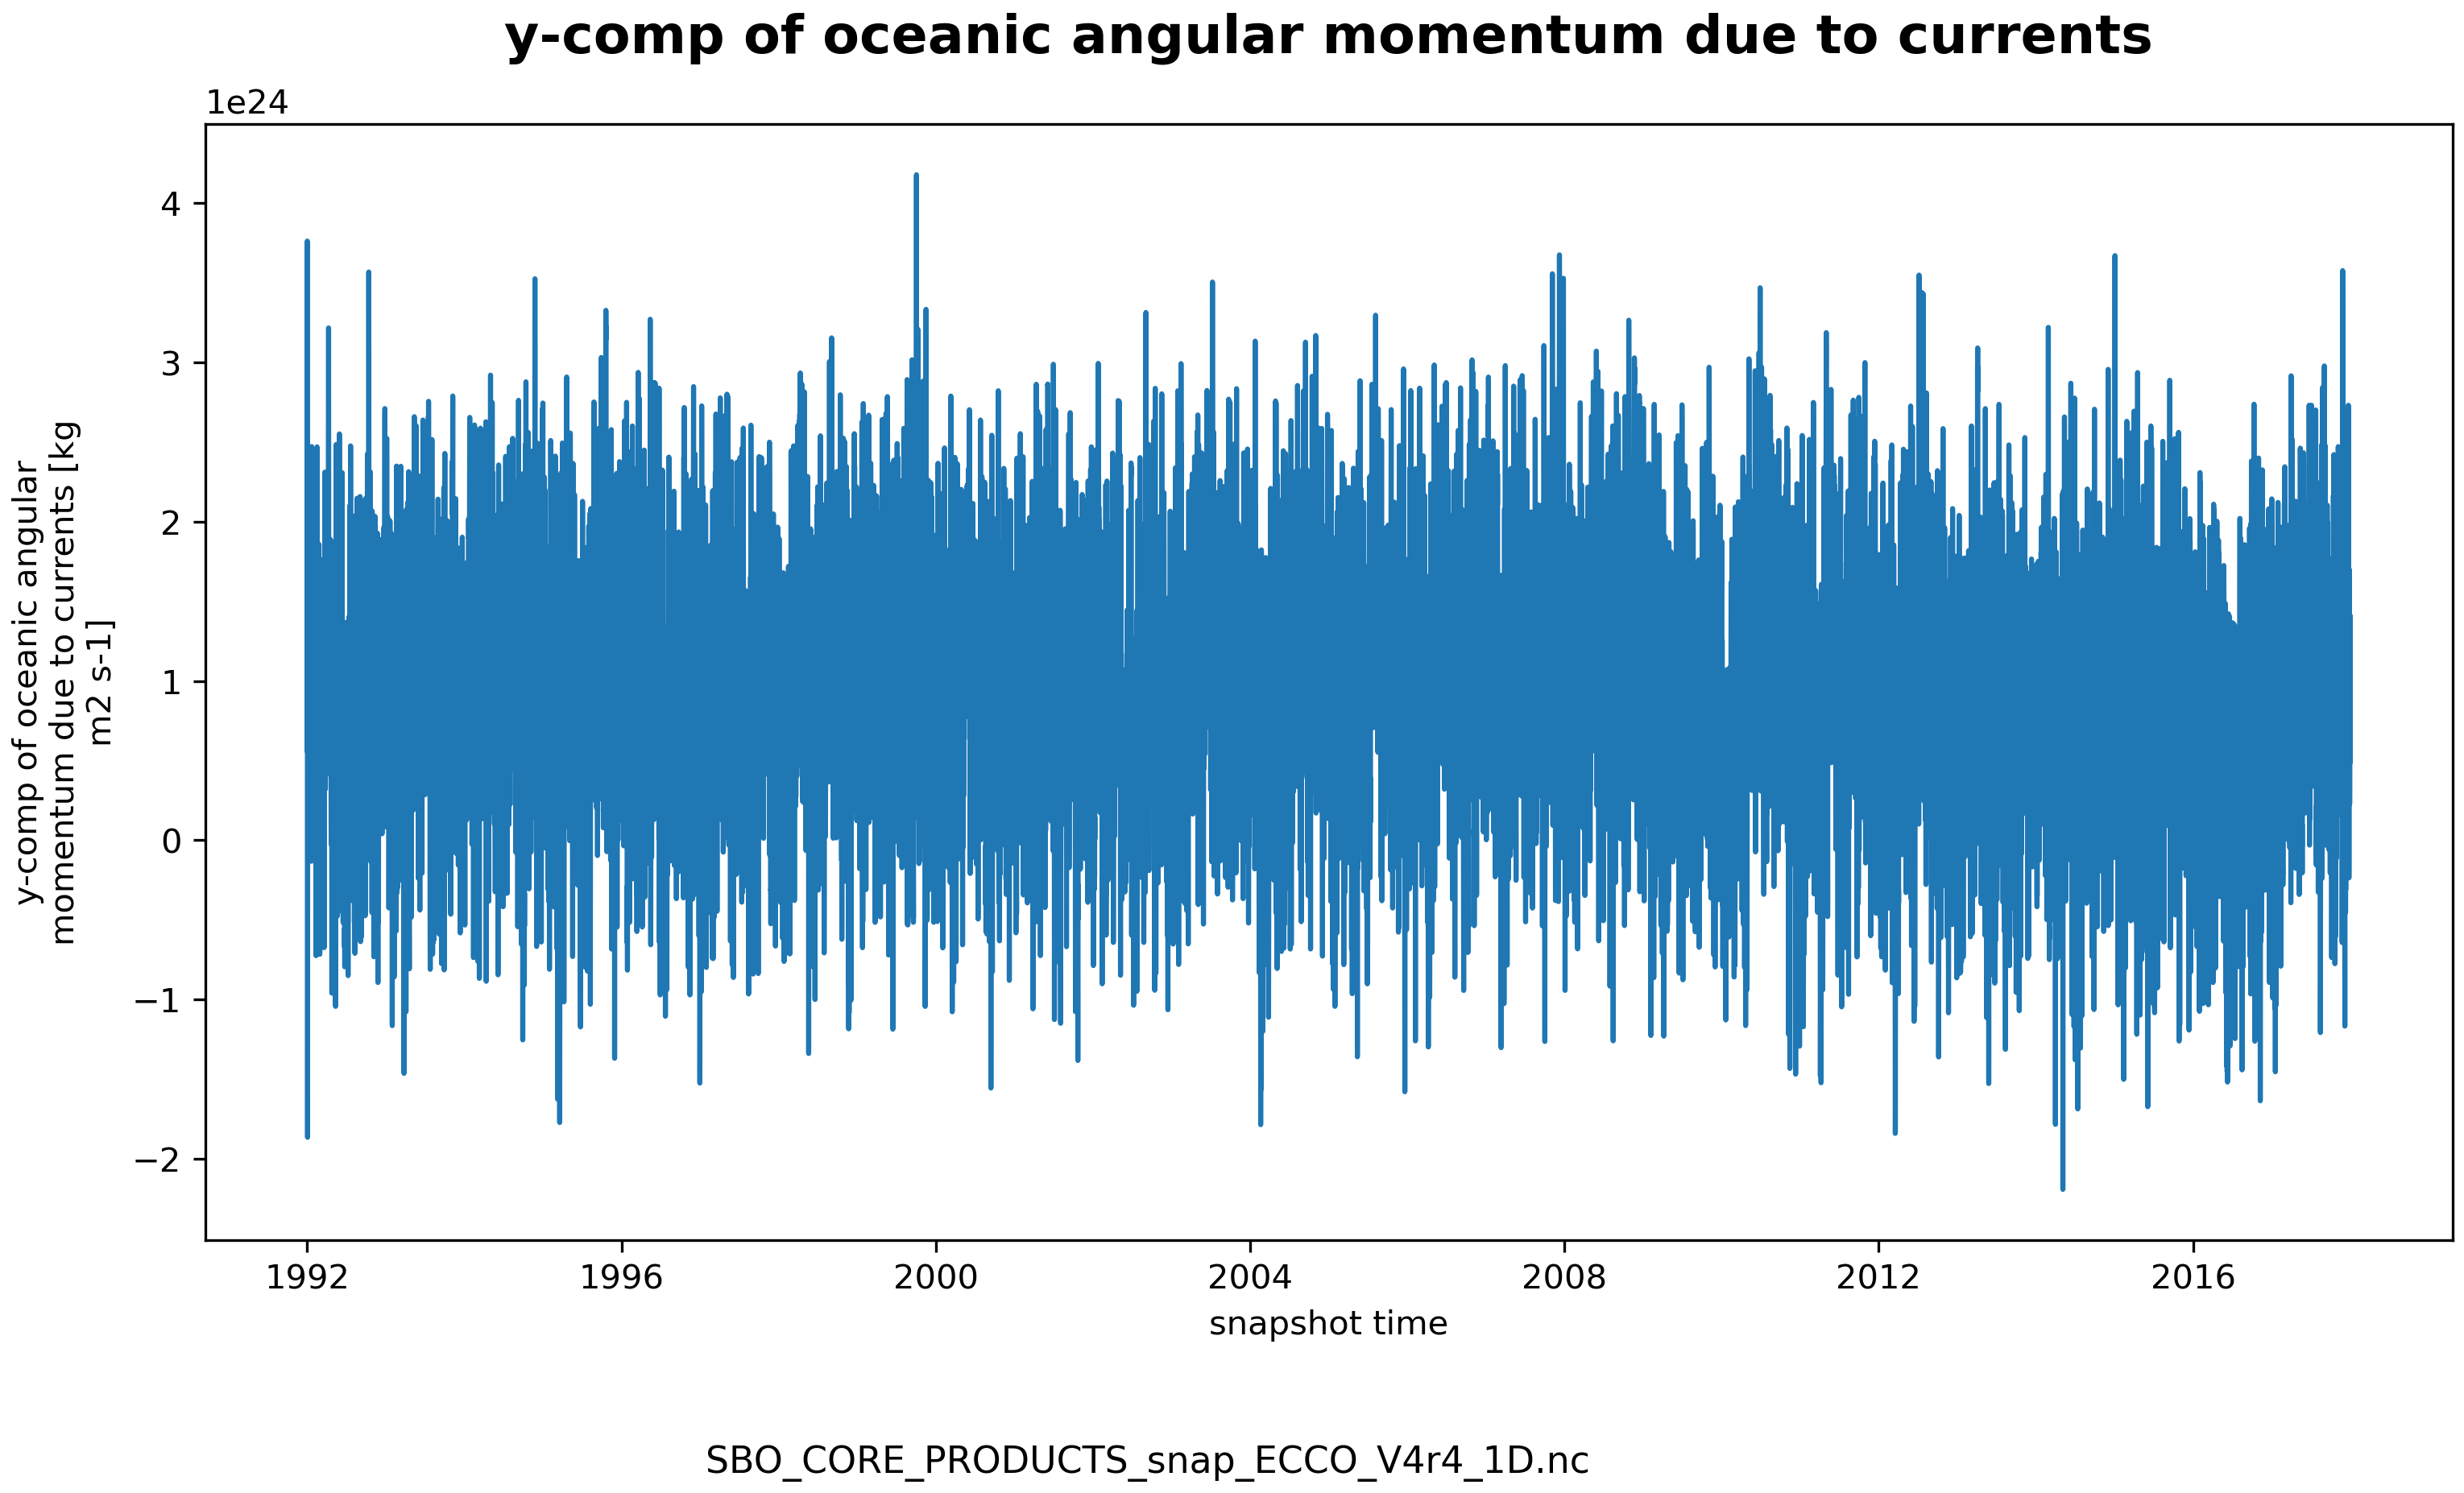 y-comp of oceanic angular momentum due to currents
1e24
4
3
2
1
0
−1
−2
y-comp of oceanic angular
momentum due to currents [kg
m2 s-1]
1992
1996
2000
2004
2008
2012
2016
snapshot time
SBO_CORE_PRODUCTS_snap_ECCO_V4r4_1D.nc